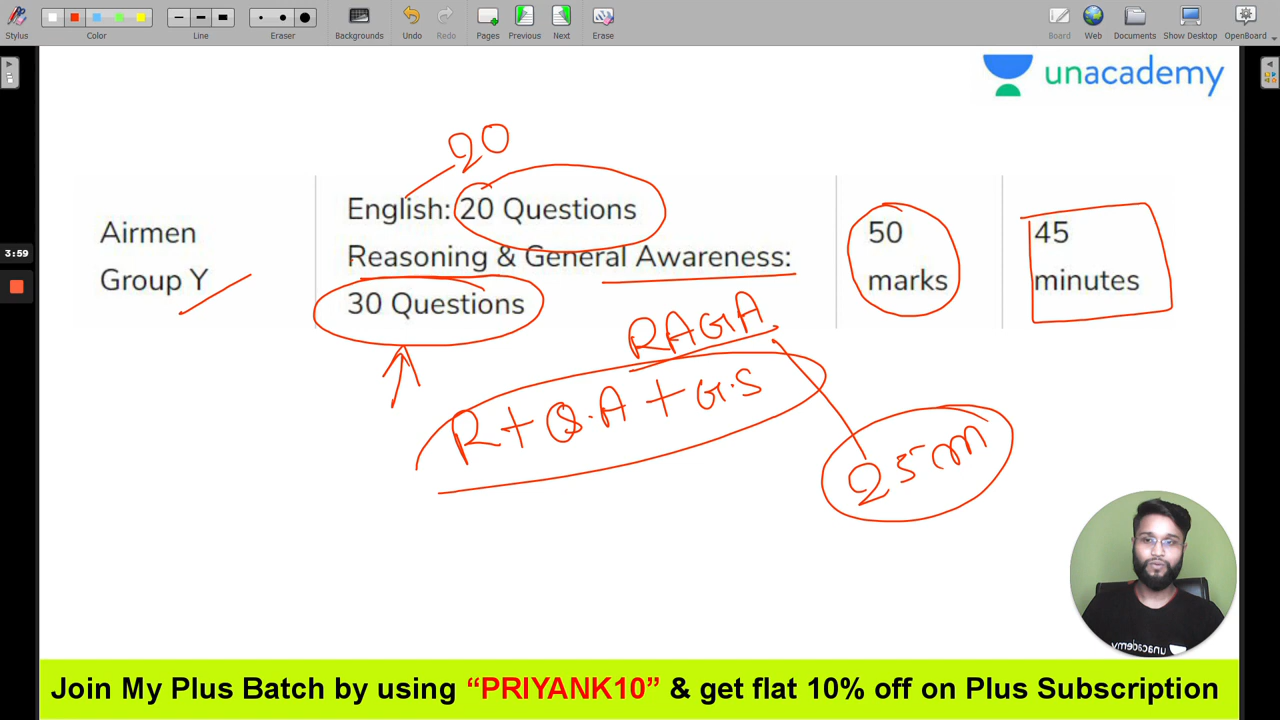 Stylus
Color
Line
Eraser
Backgrounds
Undo
Redo
Pages
Previous
Next
Erase
Board
Web
Documents
Show Desktop
OpenBoard
unacademy
20
English: 20 Questions
Airmen
Group Y
Reasoning & General Awareness:
30 Questions
50
marks
45
minutes
3:59
RAGA
R+Q.A+G.S
25m
unacademy
Join My Plus Batch by using “PRIYANK10” & get flat 10% off on Plus Subscription